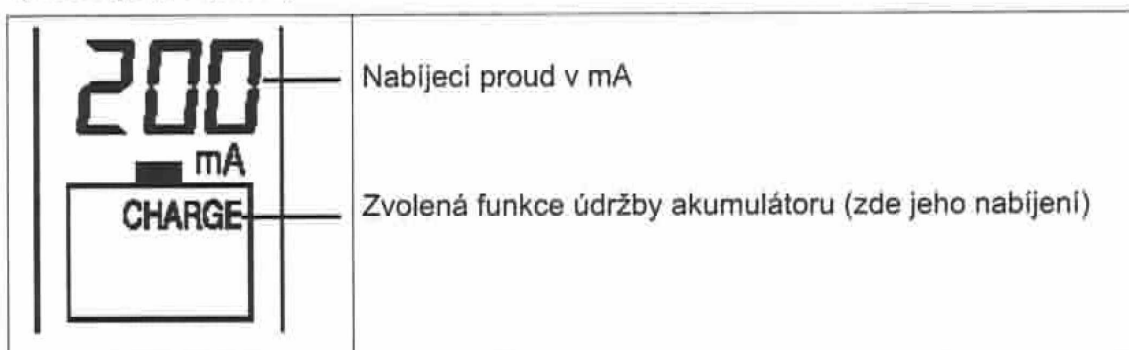 200
Nabíjecí proud v mA
mA
CHARGE
Zvolená funkce údržby akumulátoru (zde jeho nabíjení)